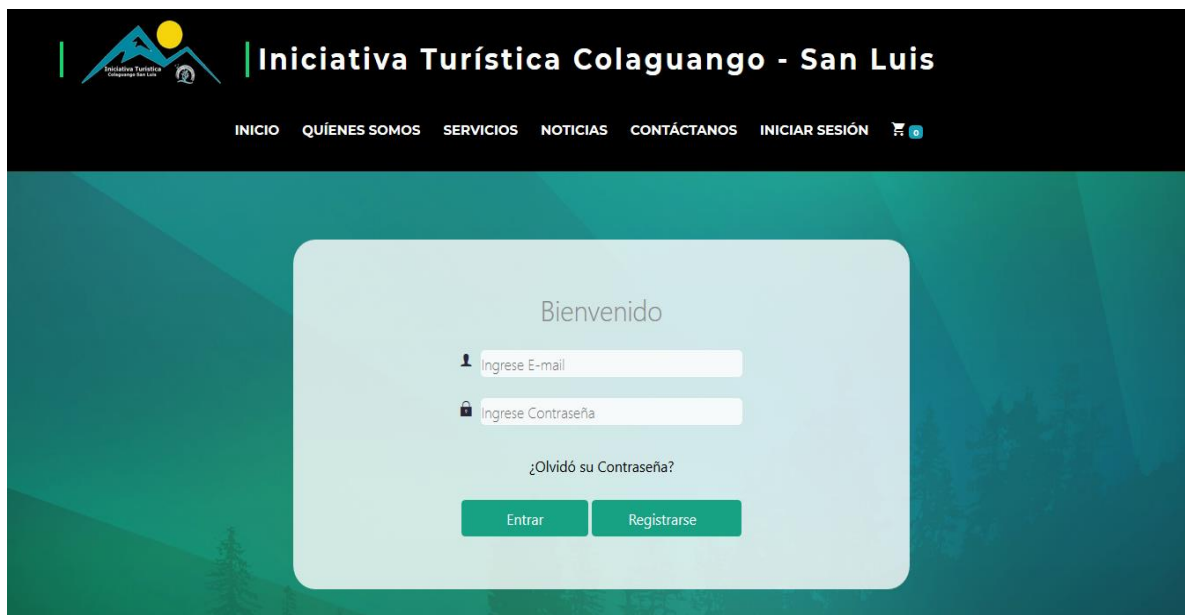 Iniciativa Turística
Colaguango San Luis
Iniciativa Turística Colaguango - San Luis
INICIO QUÍENES SOMOS SERVICIOS NOTICIAS CONTÁCTANOS INICIAR SESIÓN 0
Bienvenido
Ingrese E-mail
Ingrese Contraseña
¿Olvidó su Contraseña?
Entrar Registrarse